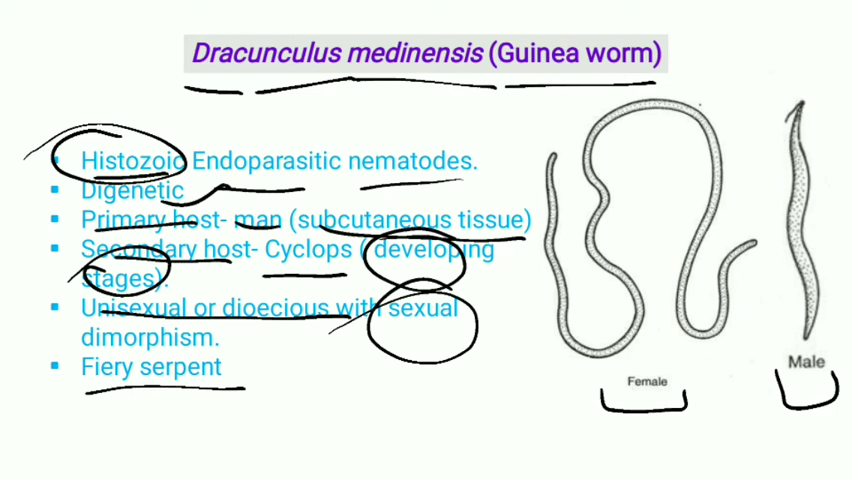 Dracunculus medinensis (Guinea worm)
▪ Histozoic Endoparasitic nematodes.
▪ Digenetic
▪ Primary host- man (subcutaneous tissue)
▪ Secondary host- Cyclops ( developing
stages).
▪ Unisexual or dioecious with sexual
dimorphism.
▪ Fiery serpent
Female
Male